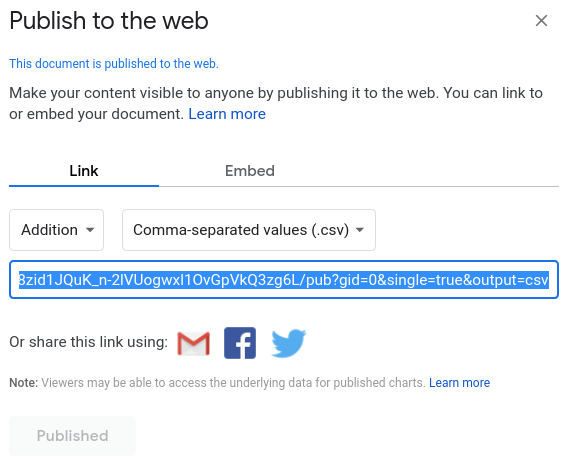 Publish to the web
This document is published to the web.
Make your content visible to anyone by publishing it to the web. You can link to
or embed your document. Learn more
Link Embed
Addition Comma-separated values (.csv)
3zid1JQuK_n-2lVUogwxI1OvGpVkQ3zg6L/pub?gid=0&single=true&output=csv
Or share this link using:
Note: Viewers may be able to access the underlying data for published charts. Learn more
Published